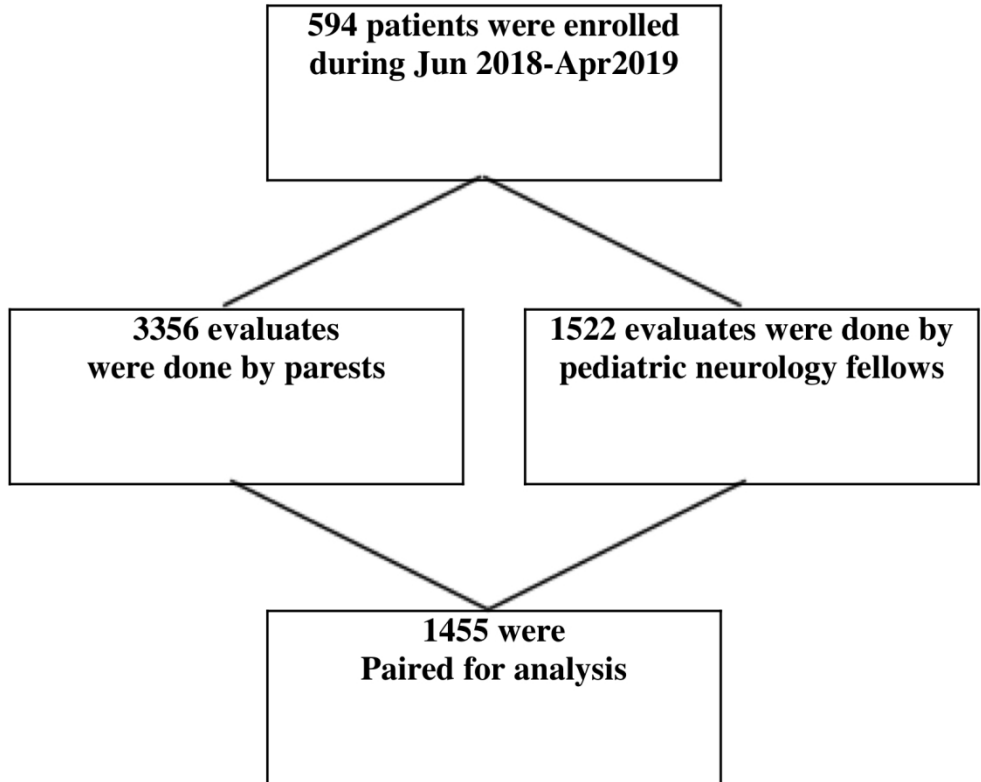 594 patients were enrolled
during Jun 2018-Apr2019
3356 evaluates
were done by parests
1522 evaluates were done by
pediatric neurology fellows
1455 were
Paired for analysis